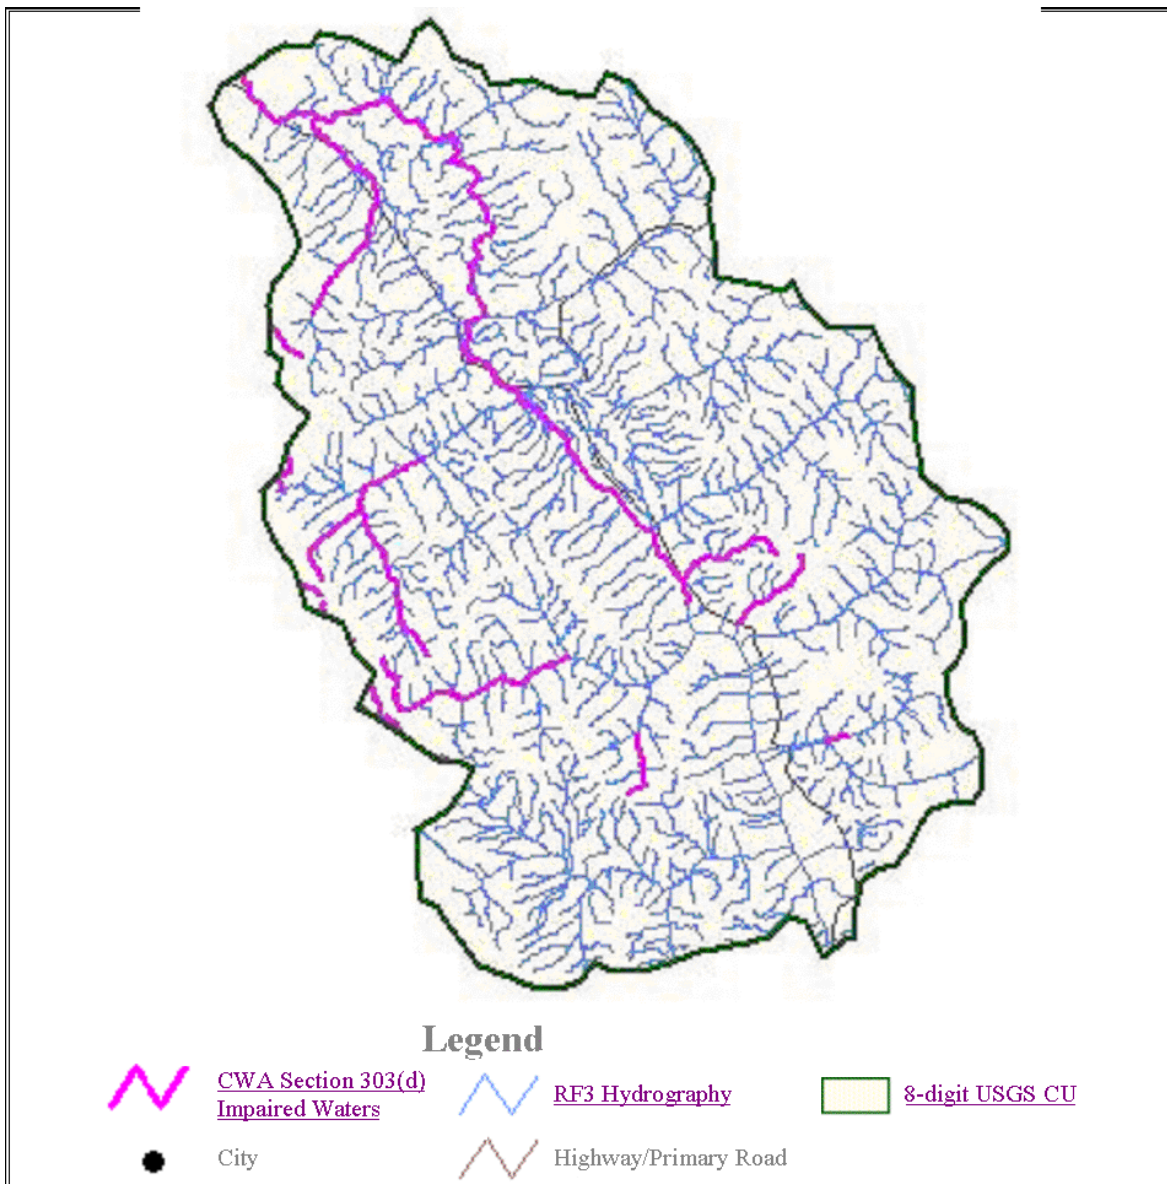 Legend
CWA Section 303(d)
Impaired Waters
RF3 Hydrography
8-digit USGS CU
City
Highway/Primary Road